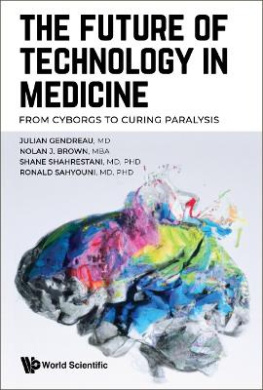 THE FUTURE OF
TECHNOLOGY IN
MEDICINE
FROM CYBORGS TO CURING PARALYSIS
JULIAN GENDREAU, MD
NOLAN J. BROWN, MBA
SHANE SHAHRESTANI, MD, PHD
RONALD SAHYOUNI, MD, PHD
World Scientific